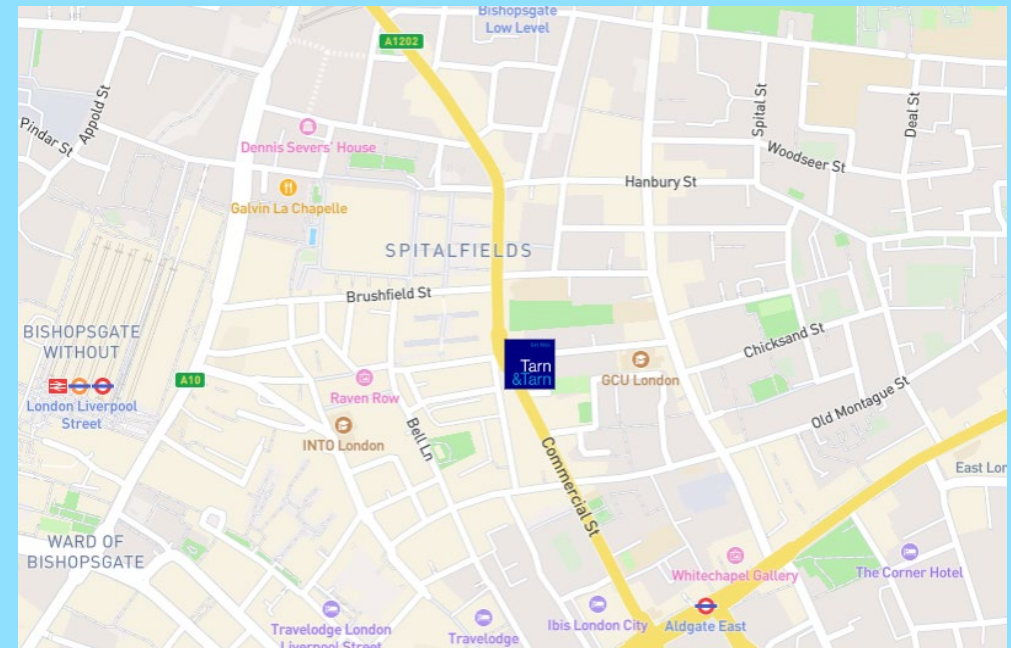 Bishopsgate
Low Level
A1202
Appold St
Pindar St
Dennis Severs' House
Spital St
Deal St
Woodseer St
Hanbury St
Galvin La Chapelle
SPITALFIELDS
Brushfield St
BISHOPSGATE
WITHOUT
London Liverpool
Street
A10
Raven Row
INTO London
Bell Ln
Tarn
&Tarn
GCU London
Chicksand St
Old Montague St
Commercial St
East Lon
WARD OF
BISHOPSGATE
Whitechapel Gallery
The Corner Hotel
Travelodge London
Liverpool Street
Travelodge
Ibis London City
Aldgate East